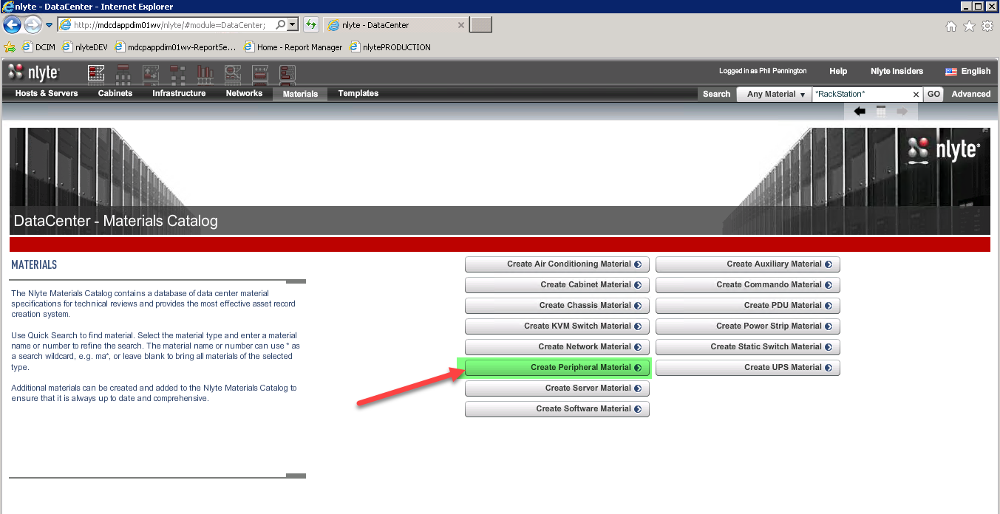 nlyte - DataCenter - Internet Explorer
http://mdcdappdim01wv/nlyte/#module=DataCenter;
nlyte - DataCenter
DCIM
nlyteDEV
mdcpappdim01wv-ReportSe...
Home - Report Manager
nlytePRODUCTION
nlyte
Logged in as Phil Pennington
Help
Nlyte Insiders
English
Hosts & Servers
Cabinets
Infrastructure
Networks
Materials
Templates
Search
Any Material
*RackStation*
GO
Advanced
nlyte
DataCenter - Materials Catalog
MATERIALS
The Nlyte Materials Catalog contains a database of data center material
specifications for technical reviews and provides the most effective asset record
creation system.
Use Quick Search to find material. Select the material type and enter a material
name or number to refine the search. The material name or number can use * as
a search wildcard, e.g. ma*, or leave blank to bring all materials of the selected
type.
Additional materials can be created and added to the Nlyte Materials Catalog to
ensure that it is always up to date and comprehensive.
Create Air Conditioning Material
Create Cabinet Material
Create Chassis Material
Create KVM Switch Material
Create Network Material
Create Peripheral Material
Create Server Material
Create Software Material
Create Auxiliary Material
Create Commando Material
Create PDU Material
Create Power Strip Material
Create Static Switch Material
Create UPS Material